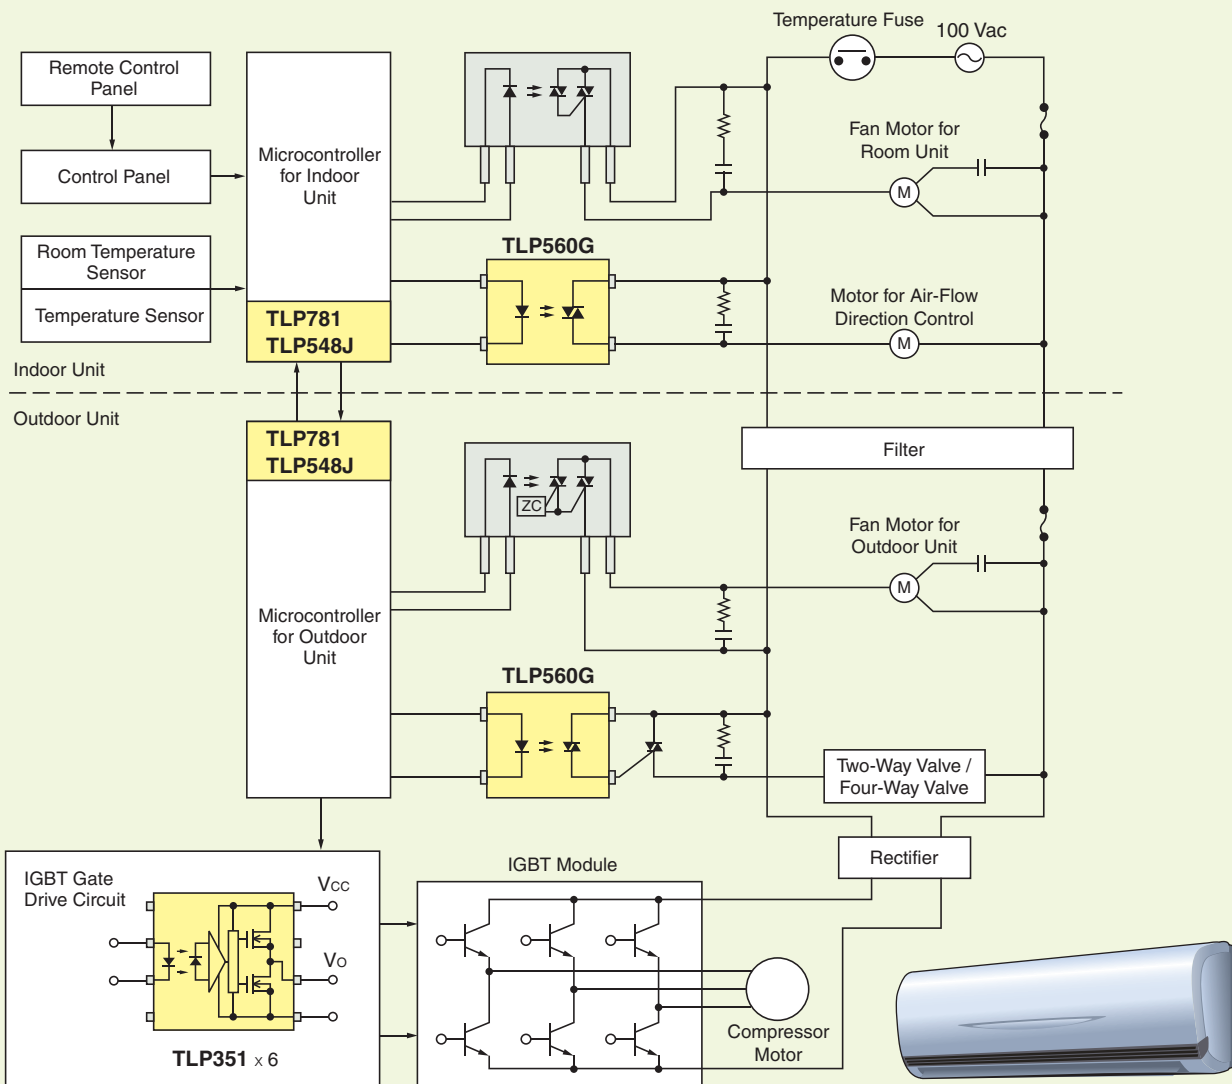 Temperature Fuse
100 Vac
Remote Control
Panel
Control Panel
Microcontroller
for Indoor
Unit
Fan Motor for
Room Unit
M
Room Temperature
Sensor
Temperature Sensor
TLP781
TLP548J
TLP560G
Motor for Air-Flow
Direction Control
M
Indoor Unit
Outdoor Unit
TLP781
TLP548J
Filter
ZC
Fan Motor for
Outdoor Unit
M
Microcontroller
for Outdoor
Unit
TLP560G
Two-Way Valve /
Four-Way Valve
Rectifier
IGBT Gate
Drive Circuit
VCC
VO
TLP351 x 6
IGBT Module
Compressor
Motor